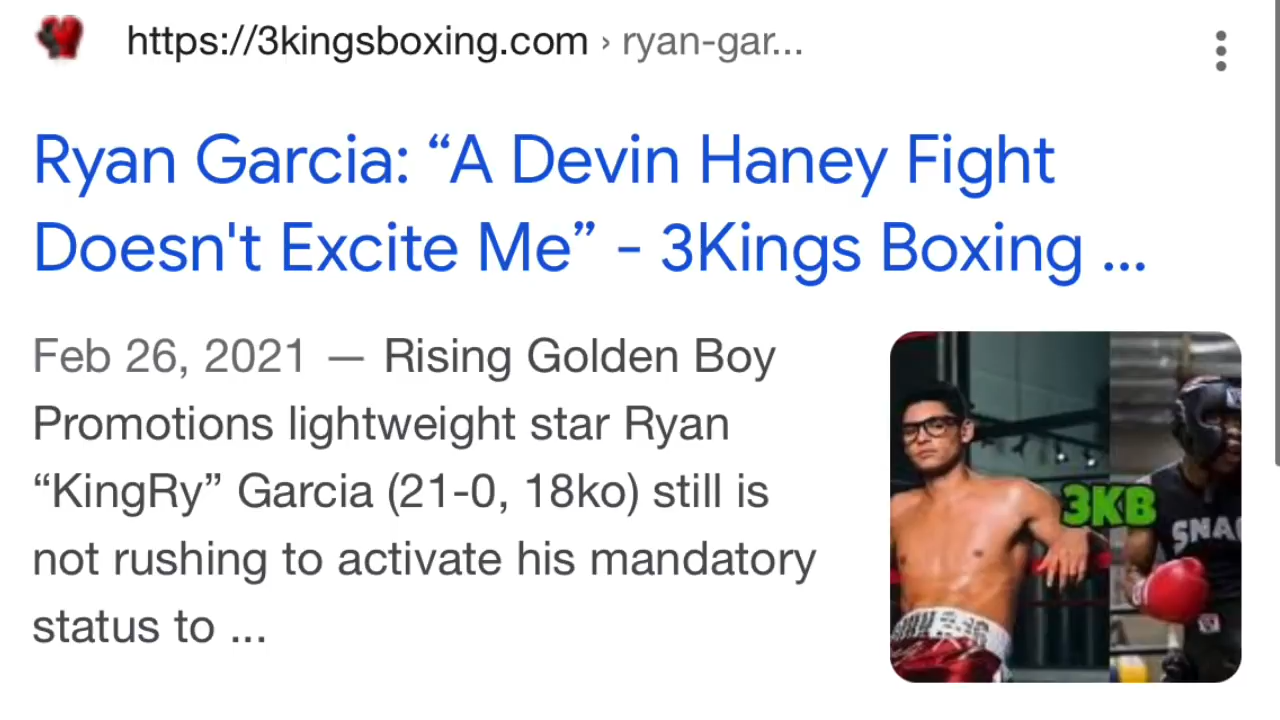 https://3kingsboxing.com › ryan-gar...
Ryan Garcia: “A Devin Haney Fight
Doesn't Excite Me” - 3Kings Boxing ...
Feb 26, 2021 — Rising Golden Boy
Promotions lightweight star Ryan
“KingRy” Garcia (21-0, 18ko) still is
not rushing to activate his mandatory
status to ...
3KB